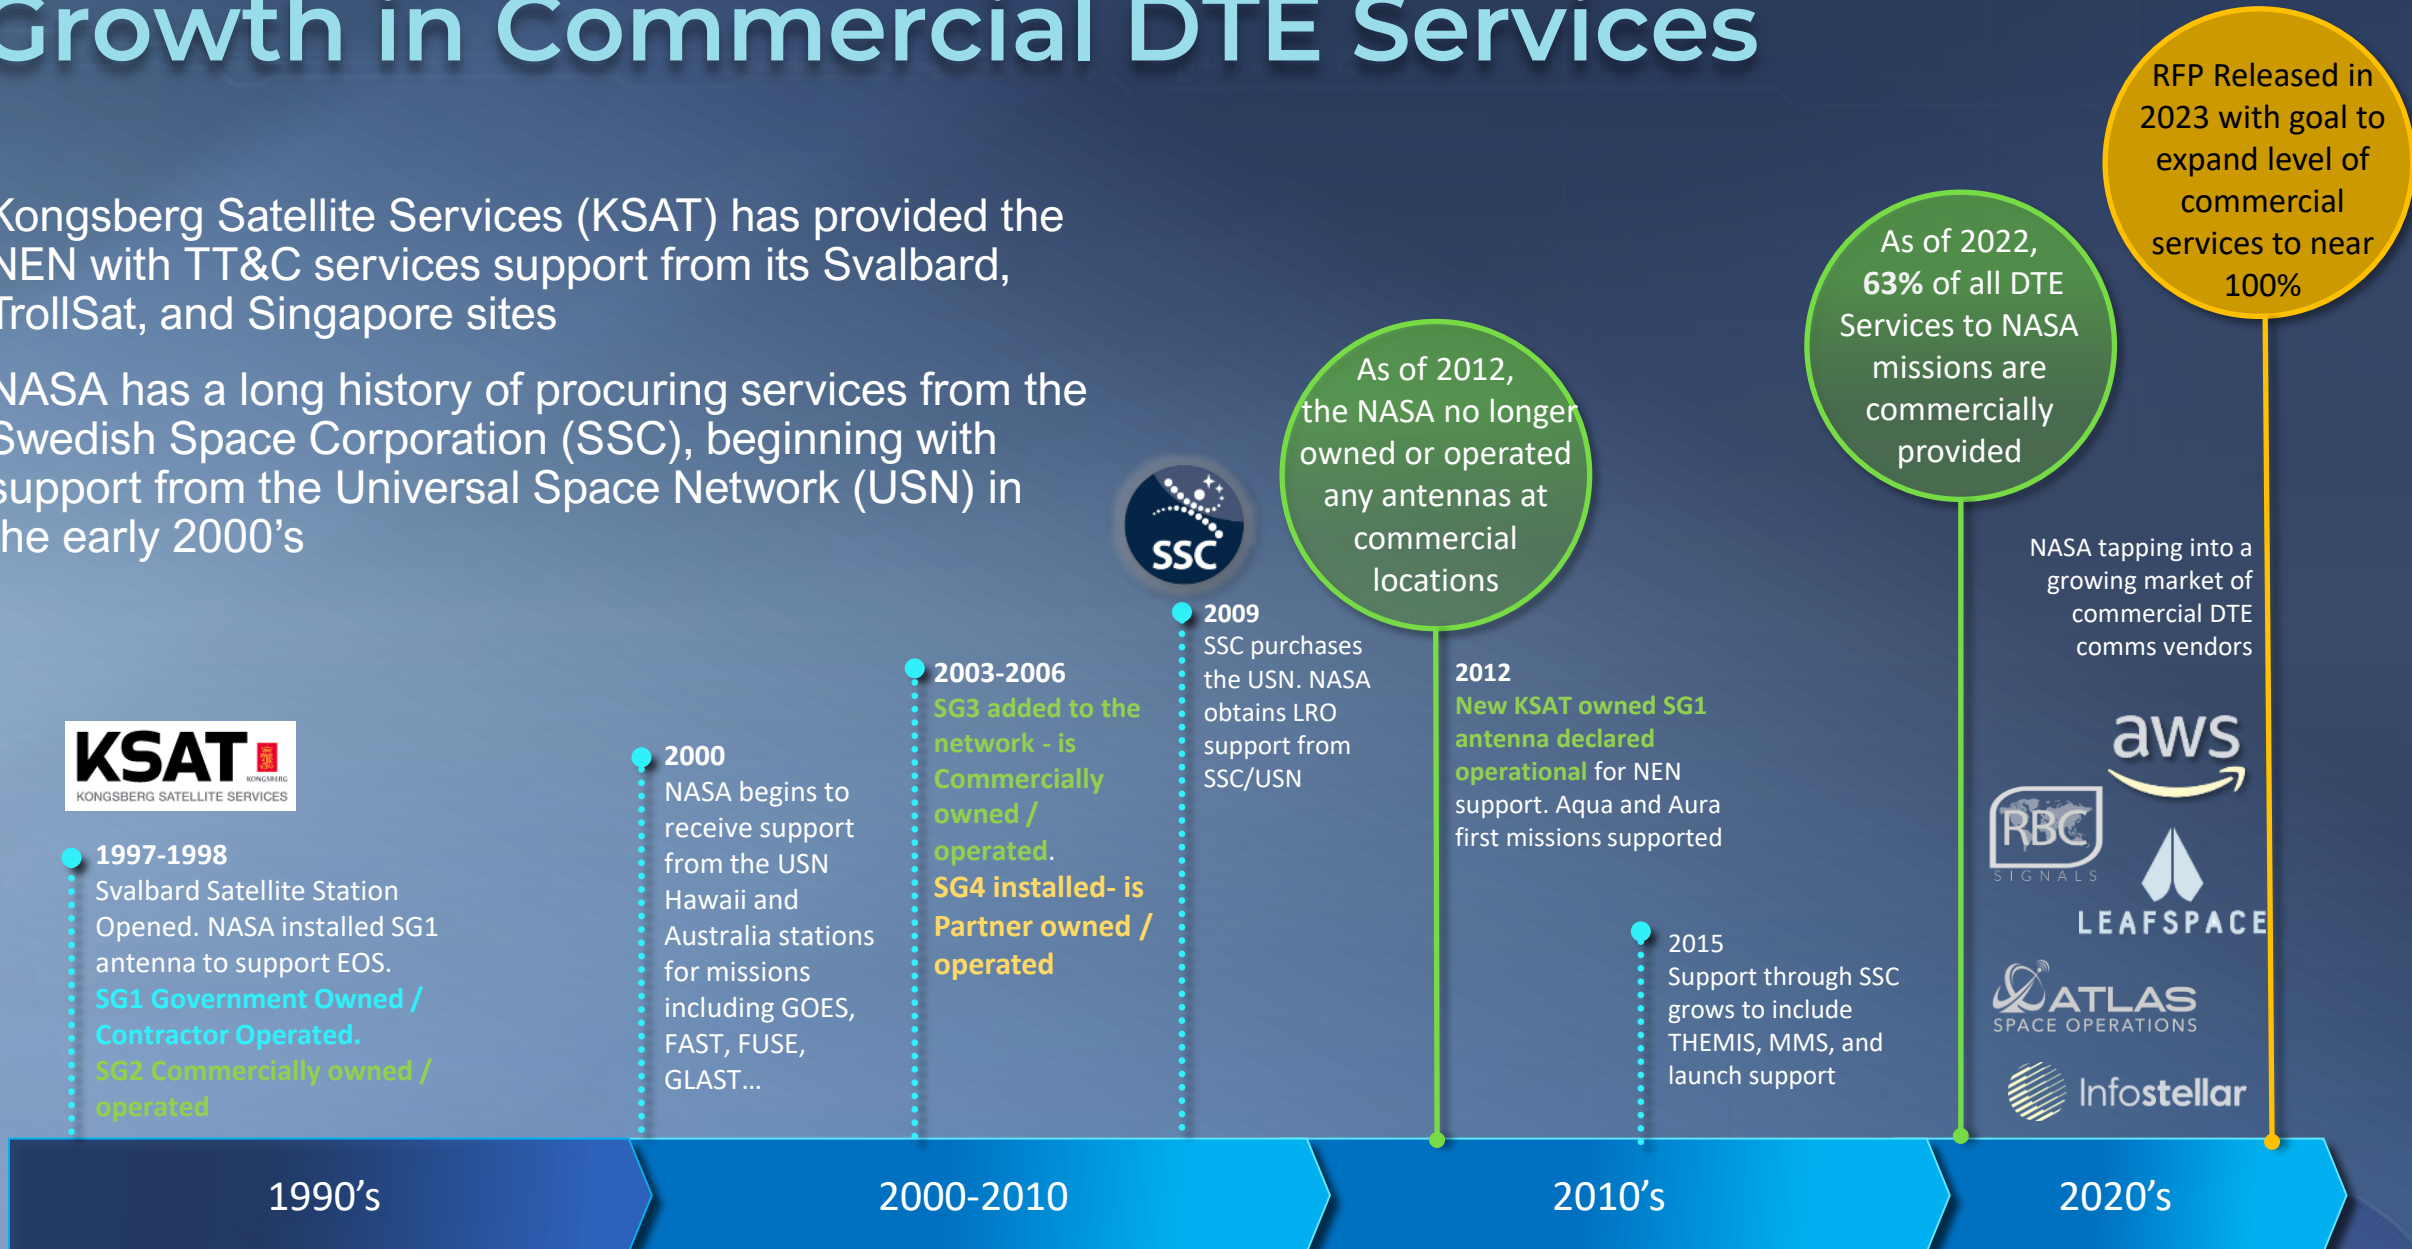 Growth in Commercial DTE Services
Kongsberg Satellite Services (KSAT) has provided the
NEN with TT&C services support from its Svalbard,
TrollSat, and Singapore sites
NASA has a long history of procuring services from the
Swedish Space Corporation (SSC), beginning with
support from the Universal Space Network (USN) in
the early 2000's
KSAT
KONGSBERG
KONGSBERG SATELLITE SERVICES
1997-1998
Svalbard Satellite Station
Opened. NASA installed SG1
antenna to support EOS.
SG1 Government Owned /
Contractor Operated.
SG2 Commercially owned /
operated
2000
NASA begins to
receive support
from the USN
Hawaii and
Australia stations
for missions
including GOES,
FAST, FUSE,
GLAST...
2003-2006
SG3 added to the
network - is
Commercially
owned /
operated.
SG4 installed- is
Partner owned /
operated
SSC
2009
SSC purchases
the USN. NASA
obtains LRO
support from
SSC/USN
As of 2012,
the NASA no longer
owned or operated
any antennas at
commercial
locations
2012
New KSAT owned SG1
antenna declared
operational for NEN
support. Aqua and Aura
first missions supported
2015
Support through SSC
grows to include
THEMIS, MMS, and
launch support
As of 2022,
63% of all DTE
Services to NASA
missions are
commercially
provided
RFP Released in
2023 with goal to
expand level of
commercial
services to near
100%
NASA tapping into a
growing market of
commercial DTE
comms vendors
aws
RBC
SIGNALS
LEAFSPACE
ATLAS
SPACE OPERATIONS
Infostellar
1990's
2000-2010
2010's
2020's